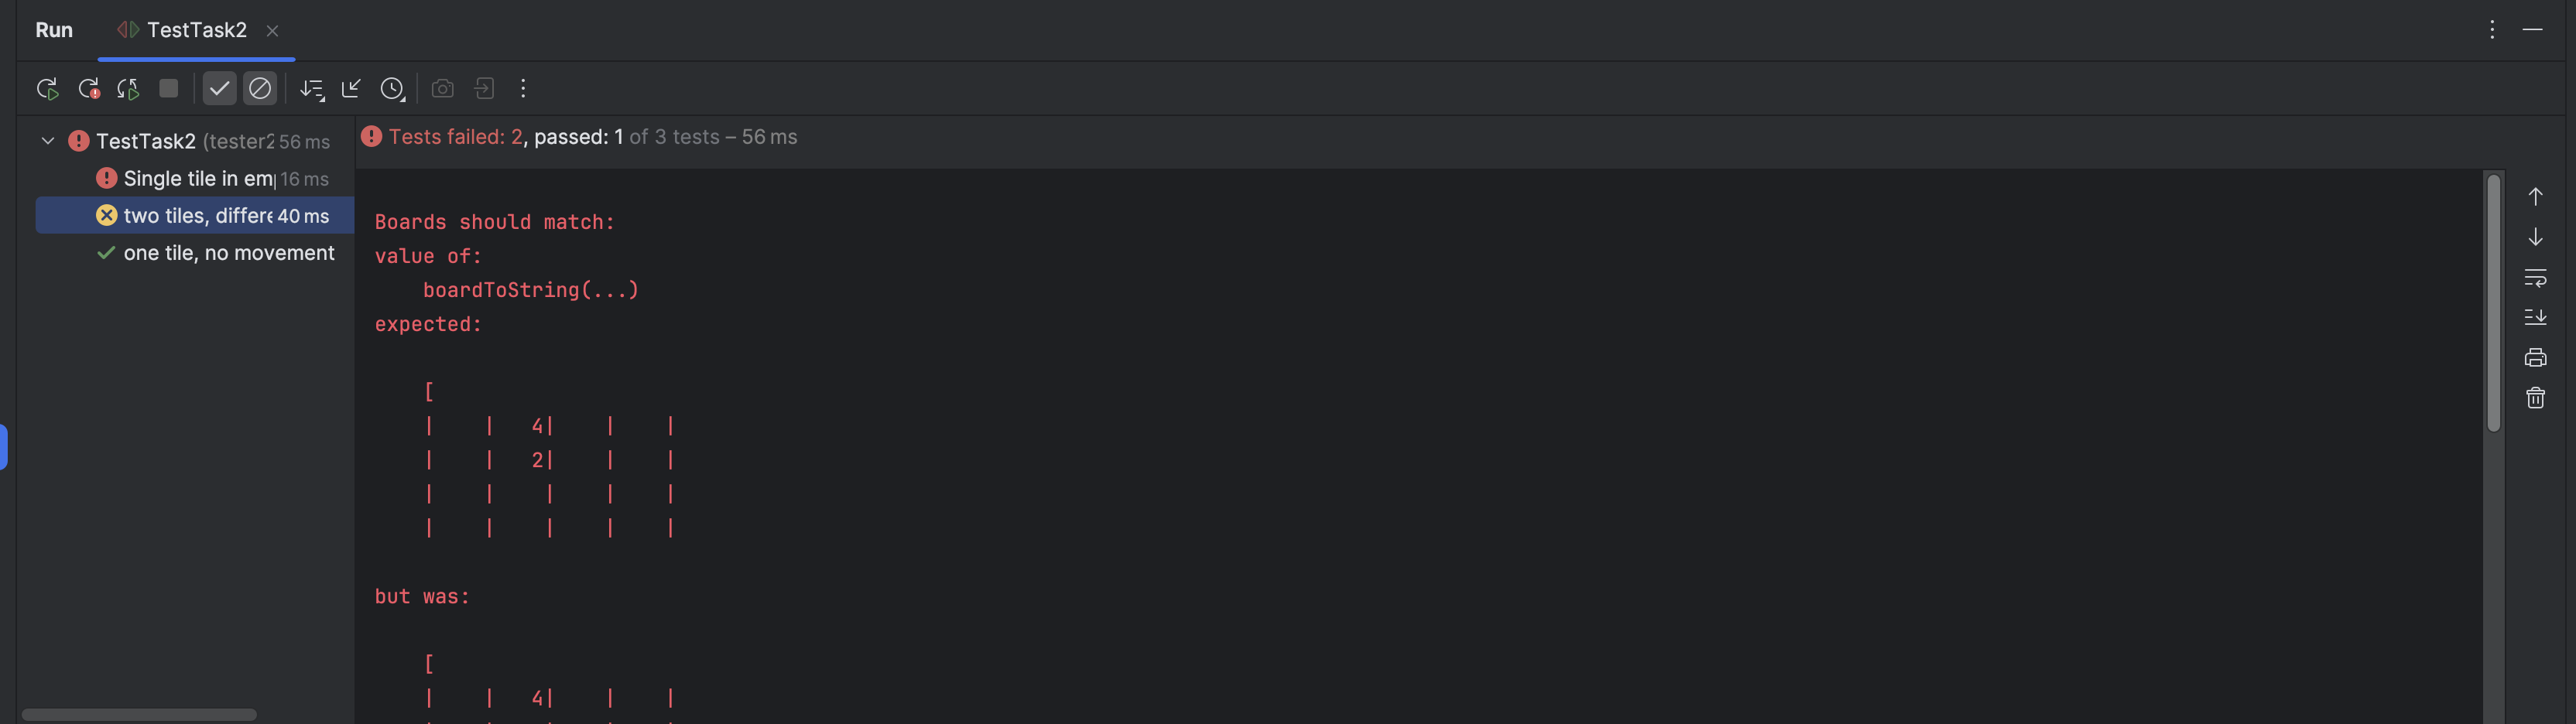 Run TestTask2
Tests failed: 2, passed: 1 of 3 tests – 56 ms
TestTask2 (tester2 56 ms
Single tile in em 16 ms
two tiles, differe 40 ms
one tile, no movement
Boards should match:
value of:
    boardToString(...)
expected:
    [
    |    |   4|    |    |
    |    |   2|    |    |
    |    |    |    |    |
    |    |    |    |    |
but was:
    [
    |    |   4|    |    |